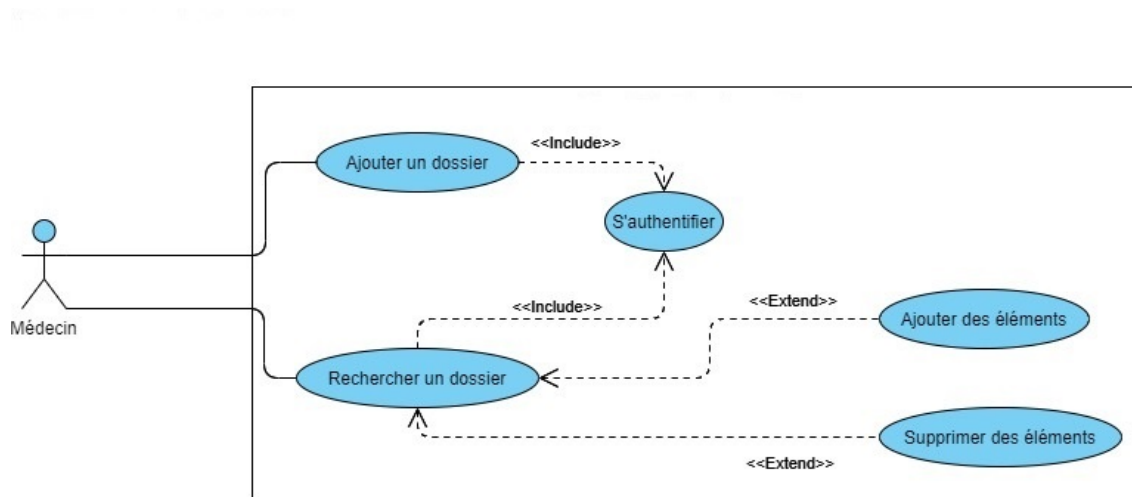 <<Include>>
Ajouter un dossier
S'authentifier
Médecin
<<Include>>
<<Extend>>
Ajouter des éléments
Rechercher un dossier
Supprimer des éléments
<<Extend>>